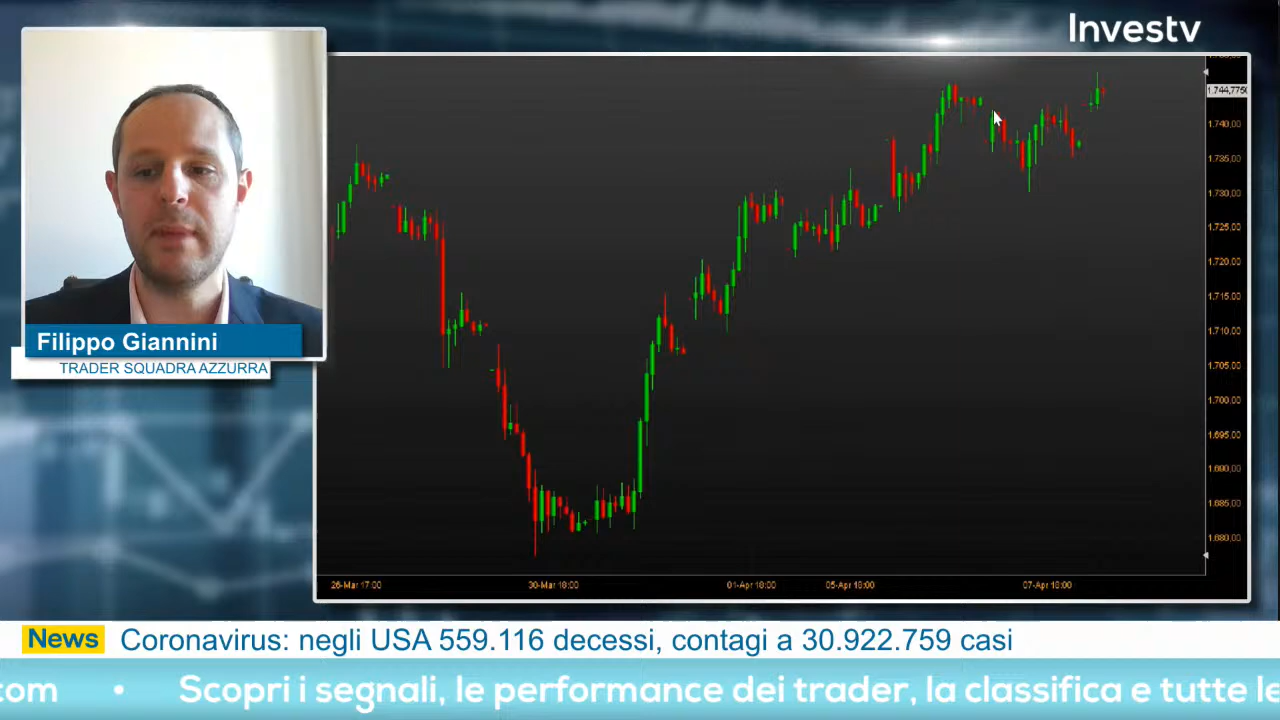 Investv
1.744,7750
1.740,00
1.735,00
1.730,00
1.725,00
1.720,00
1.715,00
1.710,00
1.705,00
1.700,00
1.695,00
1.690,00
1.685,00
1.680,00
26-Mar 17:00 30-Mar 18:00 01-Apr 18:00 05-Apr 18:00 07-Apr 18:00
Filippo Giannini
TRADER SQUADRA AZZURRA
News Coronavirus: negli USA 559.116 decessi, contagi a 30.922.759 casi
com • Scopri i segnali, le performance dei trader, la classifica e tutte le